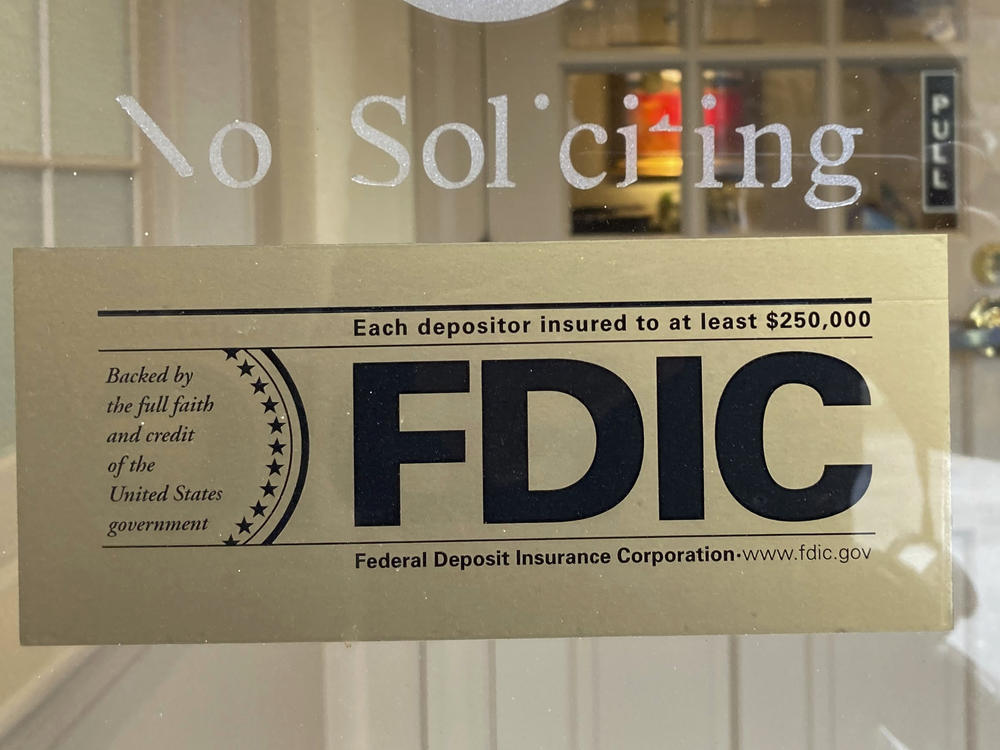 No Soliciting
PULL
Each depositor insured to at least $250,000
Backed by
the full faith
and credit
of the
United States
government
FDIC
Federal Deposit Insurance Corporation·www.fdic.gov